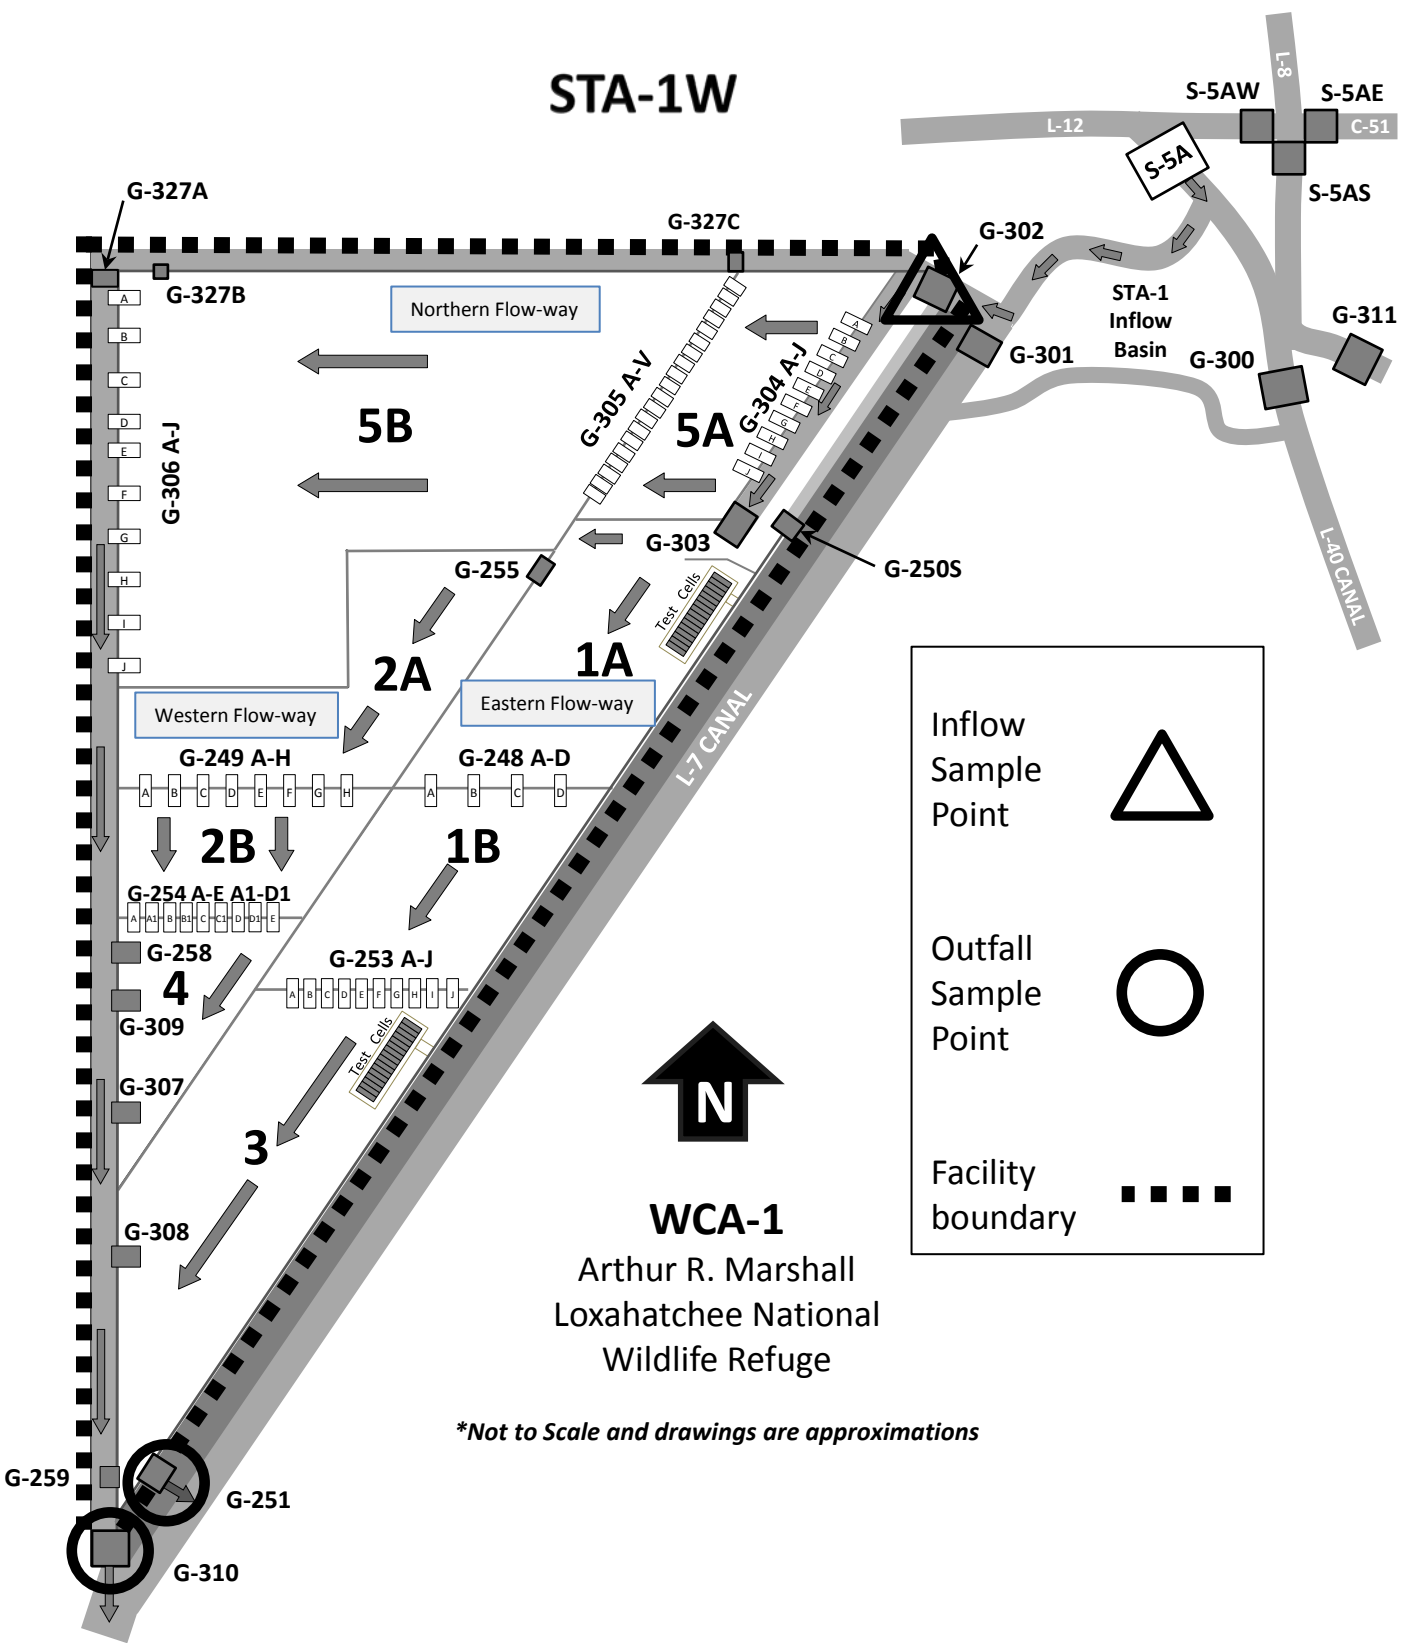 STA-1W
L-8
S-5AW
S-5AE
L-12
C-51
S-5A
S-5AS
G-327A
G-327C
G-302
G-327B
Northern Flow-way
STA-1
Inflow
Basin
G-311
G-301
G-300
A
B
C
D
E
F
G
H
I
J
G-306 A-J
5B
G-305 A-V
5A
G-304 A-J
A
B
C
D
E
F
G
H
I
J
G-303
G-250S
L-40 CANAL
G-255
Test Cells
2A
1A
Western Flow-way
Eastern Flow-way
L-7 CANAL
G-249 A-H
G-248 A-D
A B C D E F G H
A B C D
2B
1B
G-254 A-E A1-D1
A A1 B B1 C C1 D D1 E
G-258
4
G-309
G-253 A-J
A B C D E F G H I J
Test Cells
G-307
3
G-308
N
WCA-1
Arthur R. Marshall
Loxahatchee National
Wildlife Refuge
*Not to Scale and drawings are approximations
G-259
G-251
G-310
Inflow
Sample
Point
Outfall
Sample
Point
Facility
boundary